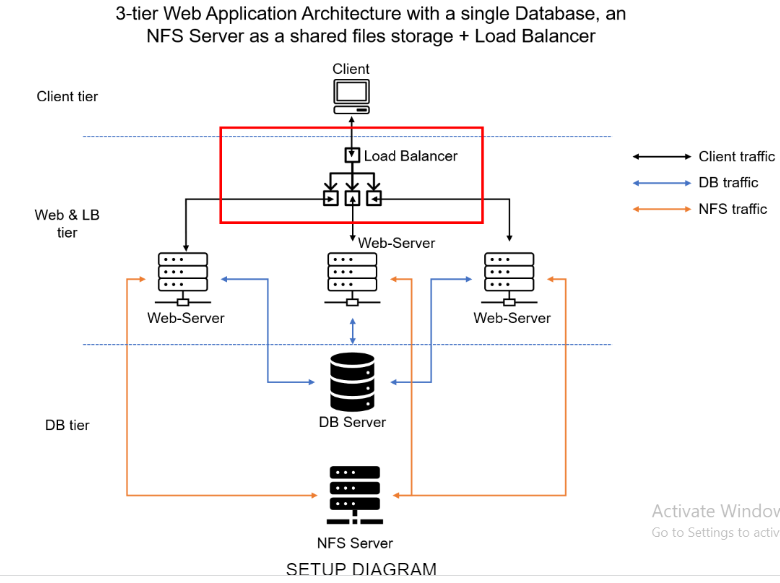 3-tier Web Application Architecture with a single Database, an
NFS Server as a shared files storage + Load Balancer
Client
Client tier
Load Balancer
Client traffic
DB traffic
NFS traffic
Web & LB
tier
Web-Server
Web-Server
Web-Server
DB Server
DB tier
NFS Server
SETUP DIAGRAM
Activate Window
Go to Settings to activ